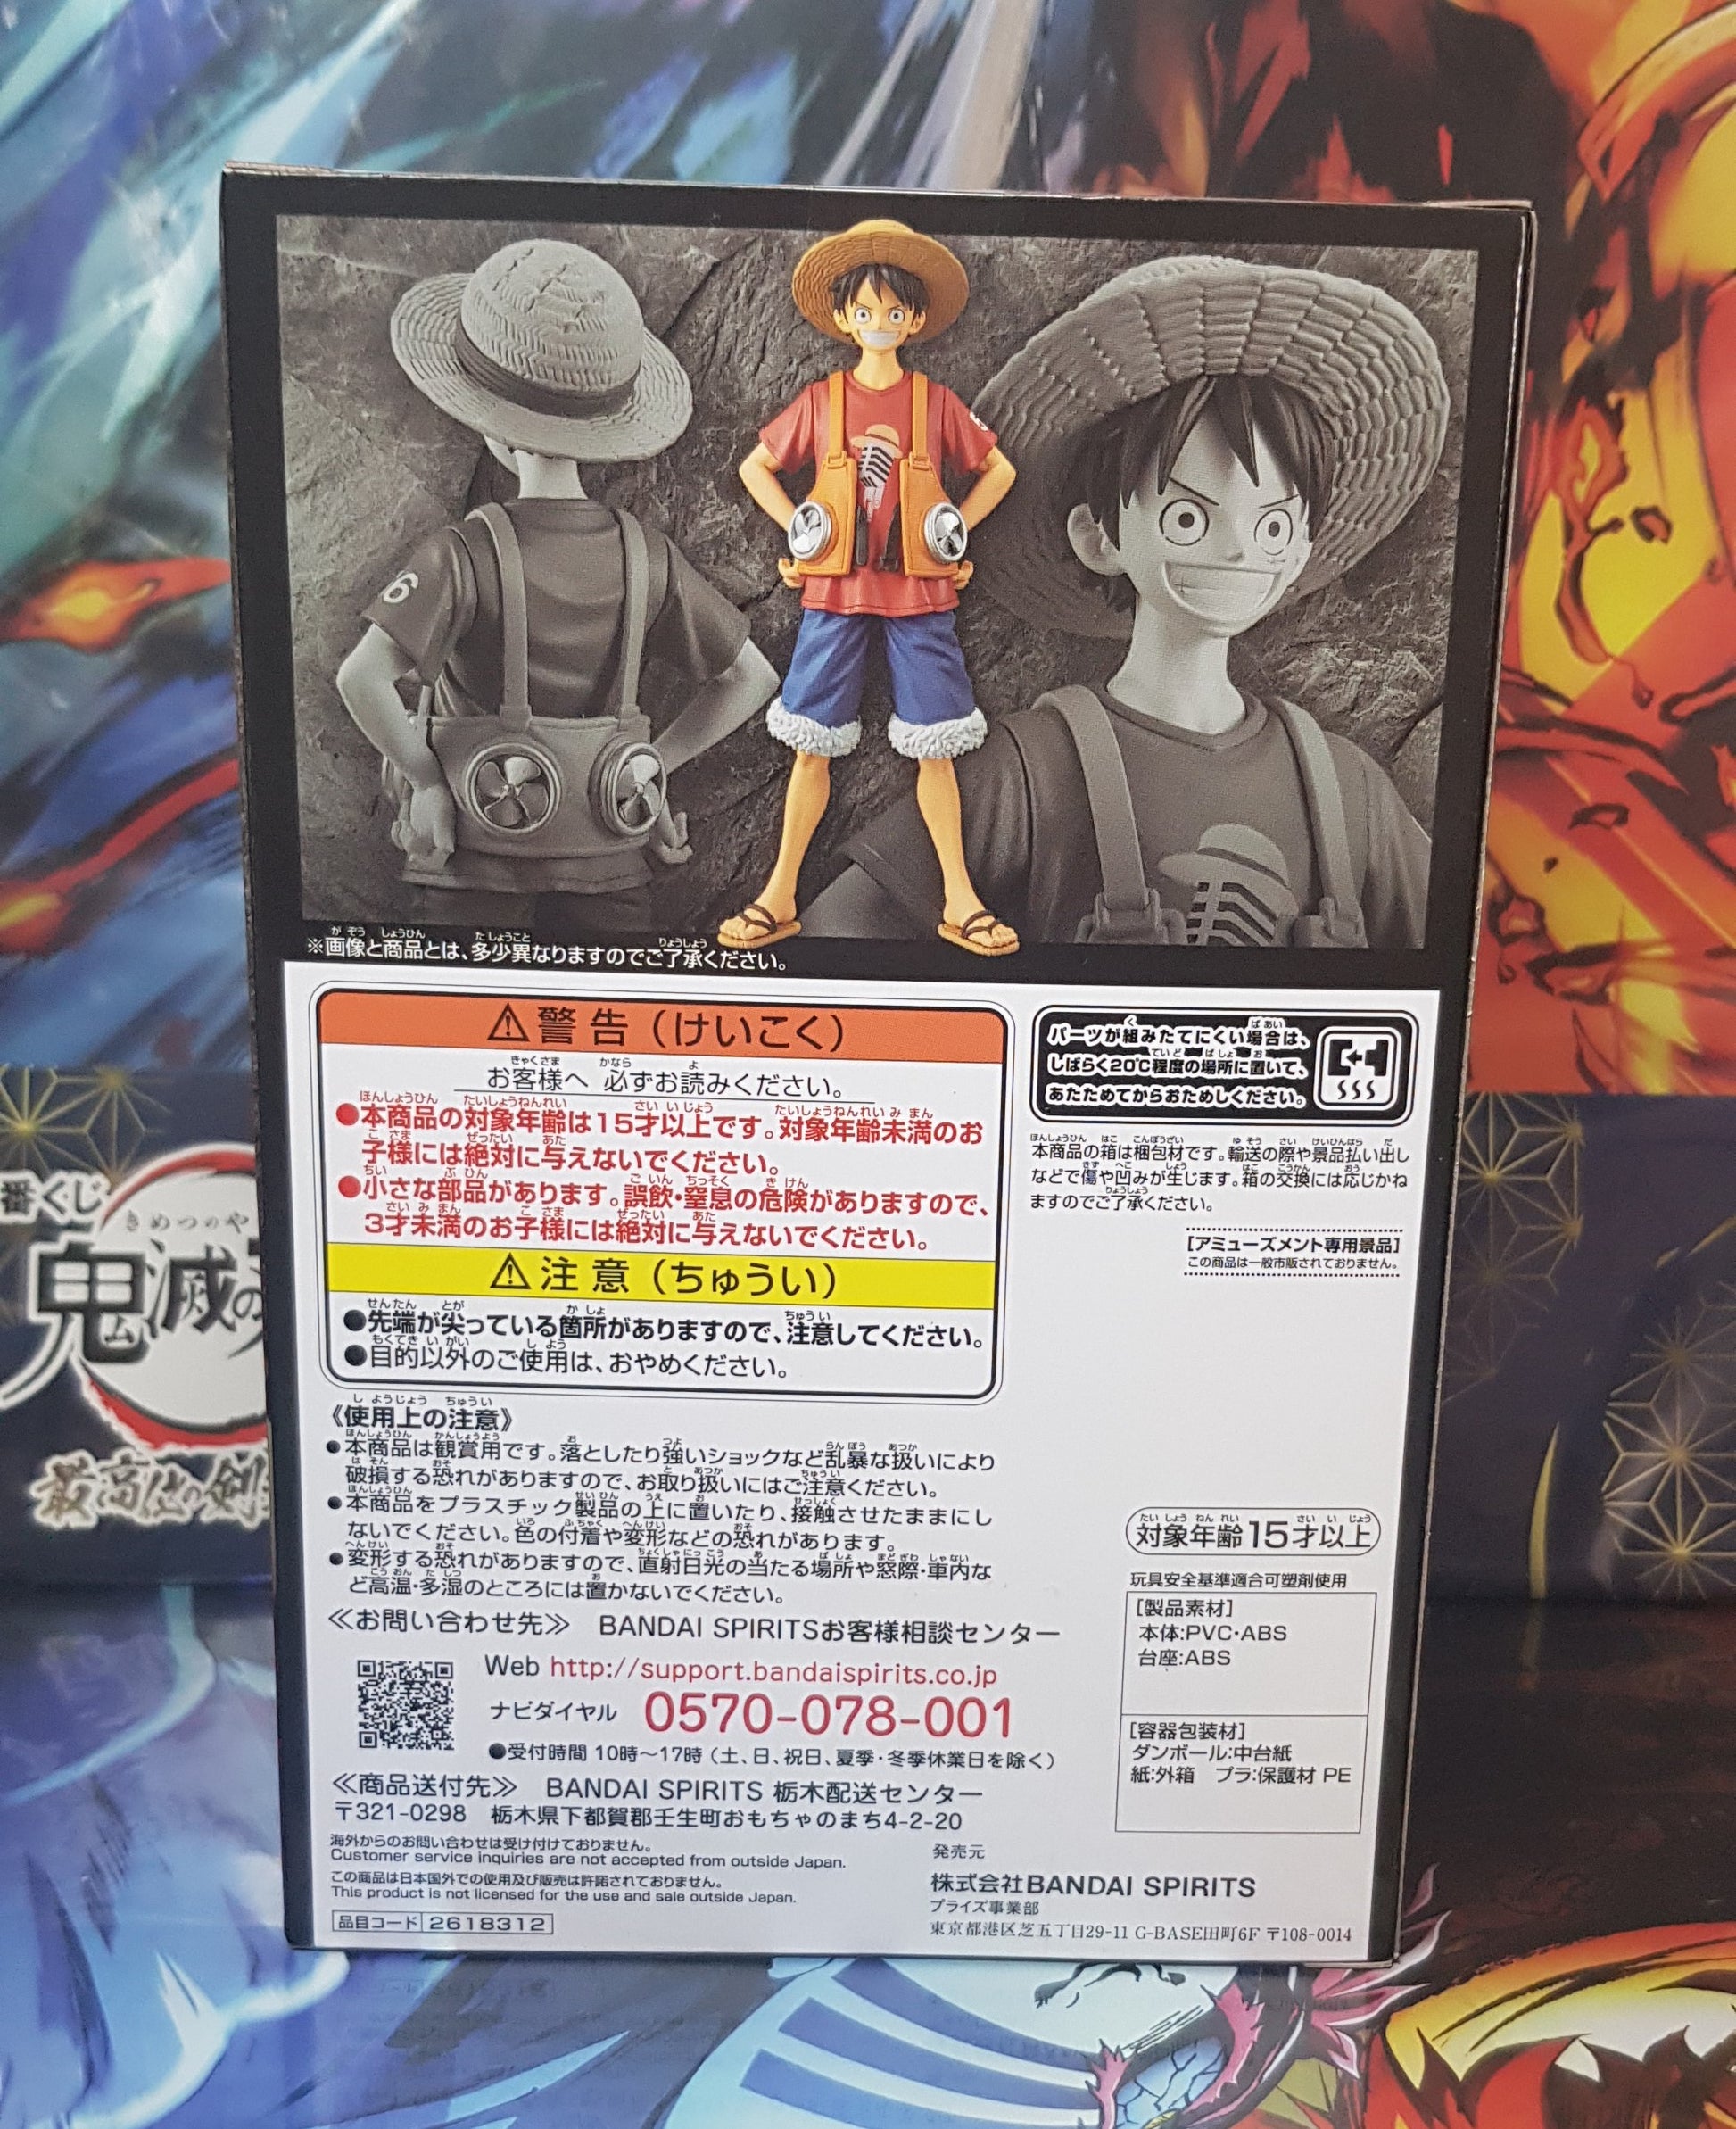 6
※画像と商品とは、多少異なりますのでご了承ください。
⚠警告（けいこく）
お客様へ 必ずお読みください。
●本商品の対象年齢は15才以上です。対象年齢未満のお
子様には絶対に与えないでください。
●小さな部品があります。誤飲・窒息の危険がありますので、
3才未満のお子様には絶対に与えないでください。
⚠注意（ちゅうい）
●先端が尖っている箇所がありますので、注意してください。
●目的以外のご使用は、おやめください。
パーツが組みたてにくい場合は、
しばらく20℃程度の場所に置いて、
あたためてからおためしください。
本商品の箱は梱包材です。輸送の際や景品払い出し
などで傷や凹みが生じます。箱の交換には応じかね
ますのでご了承ください。
[アミューズメント専用景品]
この商品は一般市販されておりません。
《使用上の注意》
●本商品は観賞用です。落としたり強いショックなど乱暴な扱いにより
破損する恐れがありますので、お取り扱いにはご注意ください。
●本商品をプラスチック製品の上に置いたり、接触させたままにし
ないでください。色の付着や変形などの恐れがあります。
●変形する恐れがありますので、直射日光の当たる場所や窓際・車内な
ど高温・多湿のところには置かないでください。
≪お問い合わせ先≫ BANDAI SPIRITSお客様相談センター
Web http://support.bandaispirits.co.jp
ナビダイヤル 0570-078-001
●受付時間 10時～17時（土、日、祝日、夏季・冬季休業日を除く）
≪商品送付先≫ BANDAI SPIRITS 栃木配送センター
〒321-0298 栃木県下都賀郡壬生町おもちゃのまち4-2-20
海外からのお問い合わせは受け付けておりません。
Customer service inquiries are not accepted from outside Japan.
この商品は日本国外での使用及び販売は許諾されておりません。
This product is not licensed for the use and sale outside Japan.
品目コード 2618312
対象年齢15才以上
玩具安全基準適合可塑剤使用
[製品素材]
本体:PVC・ABS
台座:ABS
[容器包装材]
ダンボール:中台紙
紙:外箱 プラ:保護材 PE
発売元
株式会社BANDAI SPIRITS
プライズ事業部
東京都港区芝五丁目29-11 G-BASE田町6F 〒108-0014
番くじ
きめつのや
鬼滅の
最高位の剣